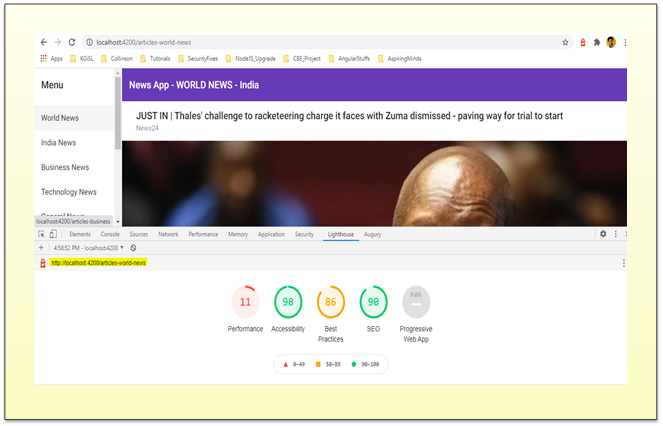 localhost:4200/articles-world-news
Apps KGiSL Collinson Tutorials SecurityFixes NodeJS_Upgrade CBE_Project AngularStuffs AspiringMinds
Menu
News App - WORLD NEWS - India
World News
India News
Business News
Technology News
General News
JUST IN | Thales' challenge to racketeering charge it faces with Zuma dismissed - paving way for trial to start
News24
localhost:4200/articles-business
Elements Console Sources Network Performance Memory Application Security Lighthouse Augury
4:58:52 PM - localhost:4200
http://localhost:4200/articles-world-news
11 98 86 90 PWA
Performance Accessibility Best Practices SEO Progressive Web App
0-49 50-89 90-100